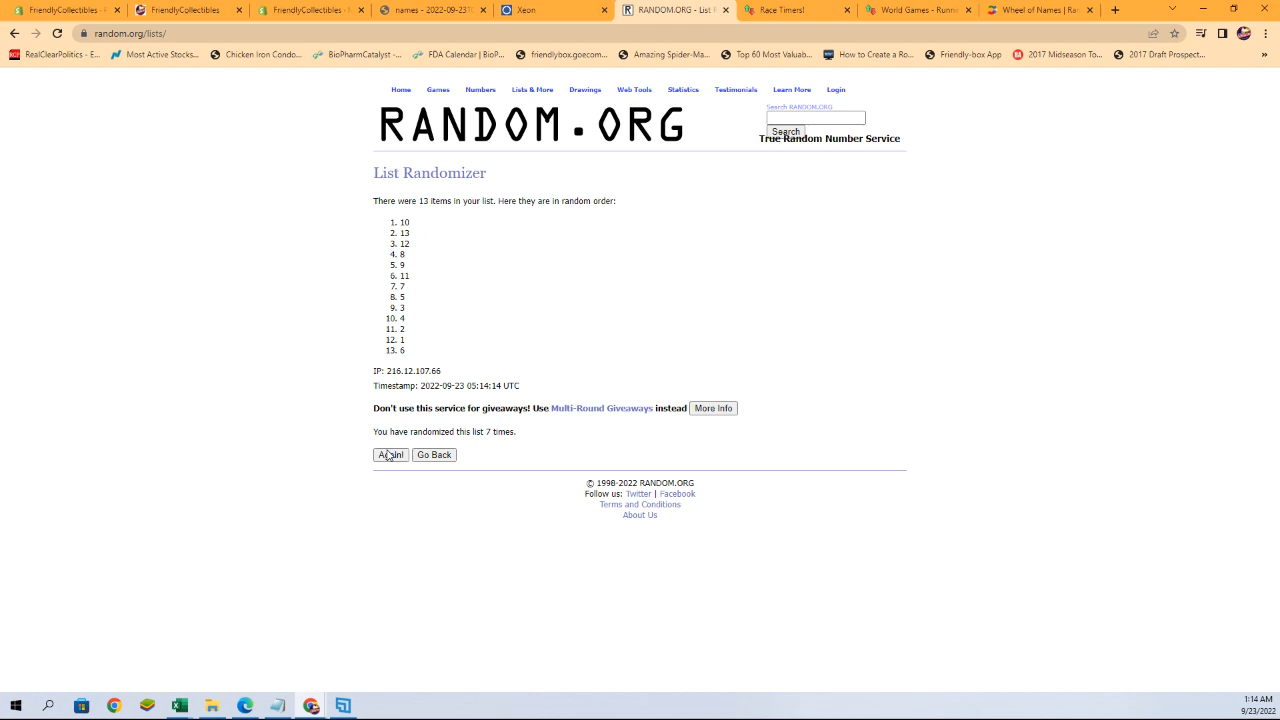 FriendlyCollectibles - F
FriendlyCollectibles
FriendlyCollectibles -
names - 2022-09-23T0
Xeon
RANDOM.ORG - List R
Race Times!
World Games - Runne
Wheel of Names | Ran
random.org/lists/
RealClearPolitics - E...
Most Active Stocks...
Chicken Iron Condo...
BioPharmCatalyst -...
FDA Calendar | BioP...
friendlybox.goecom...
Amazing Spider-Ma...
Top 60 Most Valuab...
How to Create a Ro...
Friendly-box App
2017 Midseason To...
2017 Draft Prospect...
Home Games Numbers Lists & More Drawings Web Tools Statistics Testimonials Learn More Login
RANDOM.ORG
Search RANDOM.ORG
Search
True Random Number Service
List Randomizer
There were 13 items in your list. Here they are in random order:
1. 10
2. 13
3. 12
4. 8
5. 9
6. 11
7. 7
8. 5
9. 3
10. 4
11. 2
12. 1
13. 6
IP: 216.12.107.66
Timestamp: 2022-09-23 05:14:14 UTC
Don't use this service for giveaways! Use Multi-Round Giveaways instead More Info
You have randomized this list 7 times.
Again! Go Back
© 1998-2022 RANDOM.ORG
Follow us: Twitter | Facebook
Terms and Conditions
About Us
1:14 AM
9/23/2022